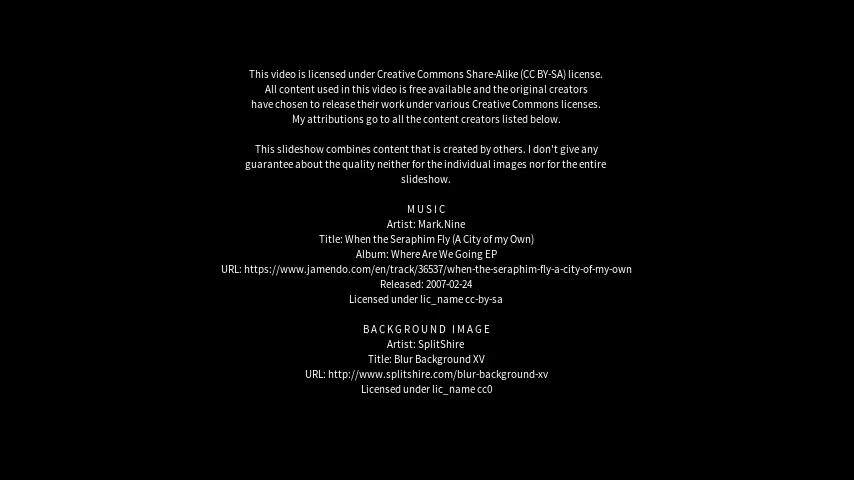 This video is licensed under Creative Commons Share-Alike (CC BY-SA) license.
All content used in this video is free available and the original creators
have chosen to release their work under various Creative Commons licenses.
My attributions go to all the content creators listed below.
This slideshow combines content that is created by others. I don't give any
guarantee about the quality neither for the individual images nor for the entire
slideshow.
MUSIC
Artist: Mark.Nine
Title: When the Seraphim Fly (A City of my Own)
Album: Where Are We Going EP
URL: https://www.jamendo.com/en/track/36537/when-the-seraphim-fly-a-city-of-my-own
Released: 2007-02-24
Licensed under lic_name cc-by-sa
BACKGROUND IMAGE
Artist: SplitShire
Title: Blur Background XV
URL: http://www.splitshire.com/blur-background-xv
Licensed under lic_name cc0